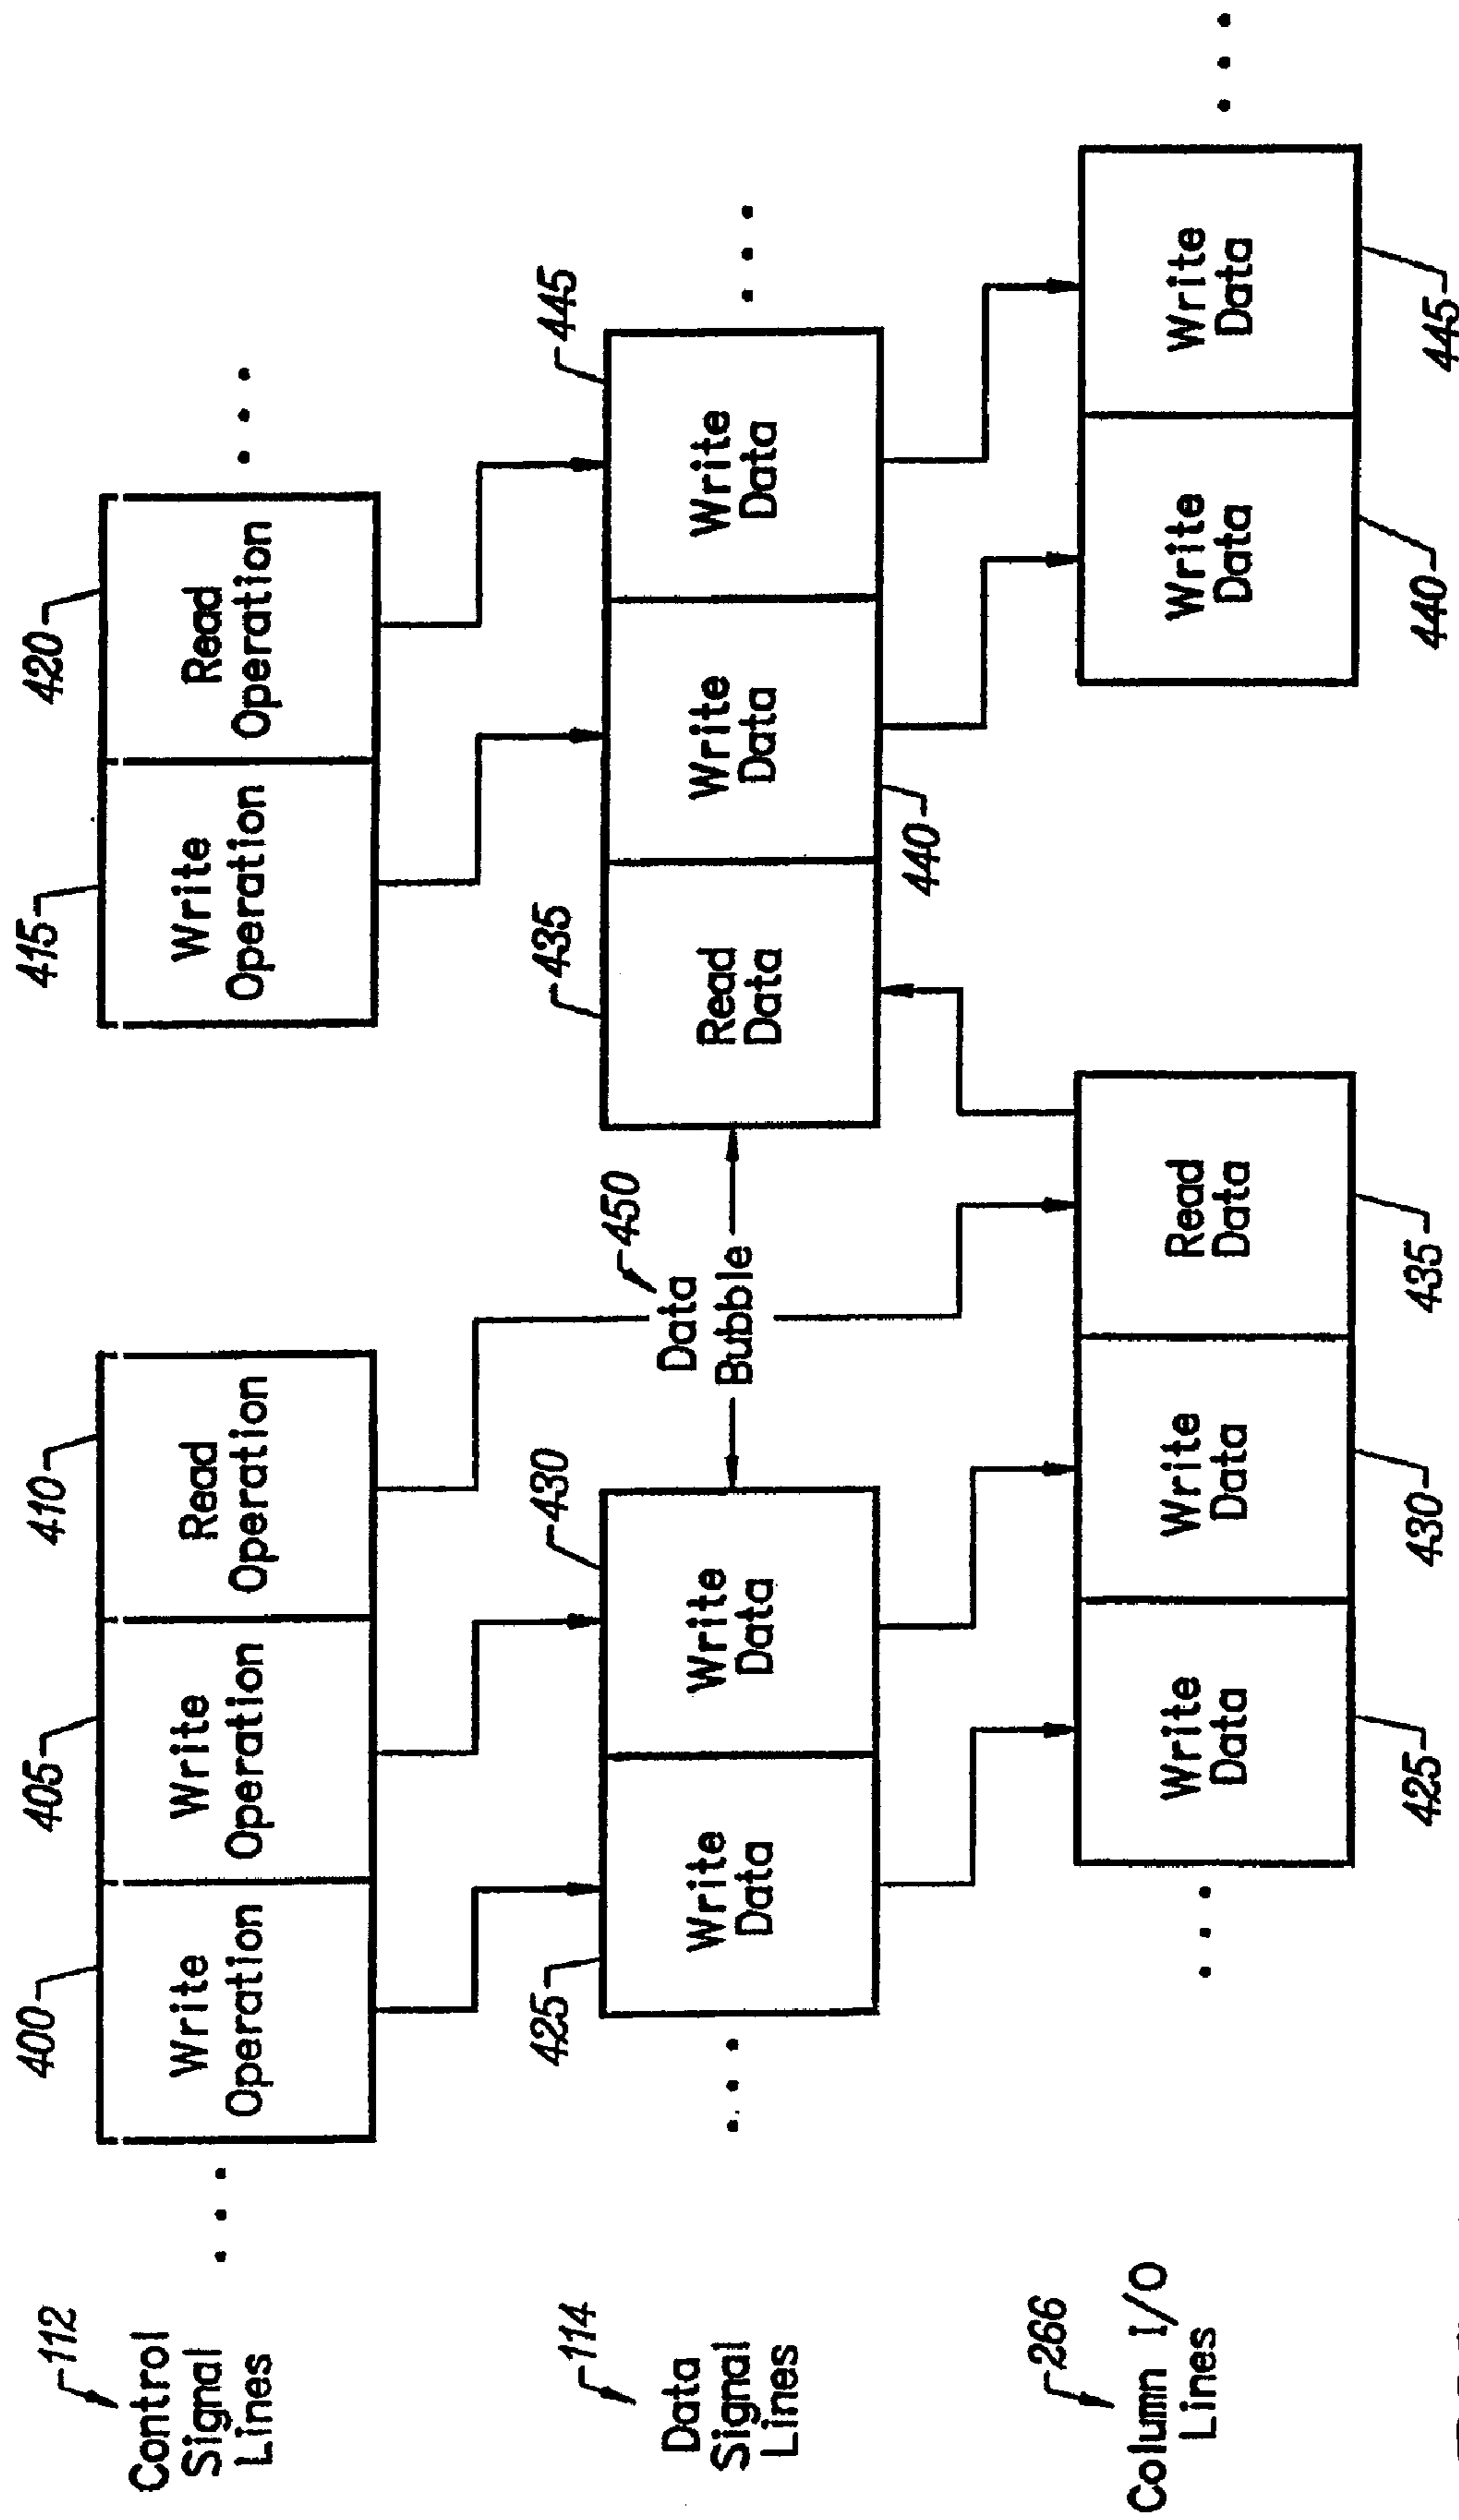 112
Control
Signal
Lines
400
Write
Operation
405
Write
Operation
410
Read
Operation
415
Write
Operation
420
Read
Operation
114
Data
Signal
Lines
425
Write
Data
430
Write
Data
450
Data
Bubble
435
Read
Data
440
Write
Data
445
Write
Data
266
Column I/O
Lines
Write
Data
425
Write
Data
430
Read
Data
435
Write
Data
440
Write
Data
445